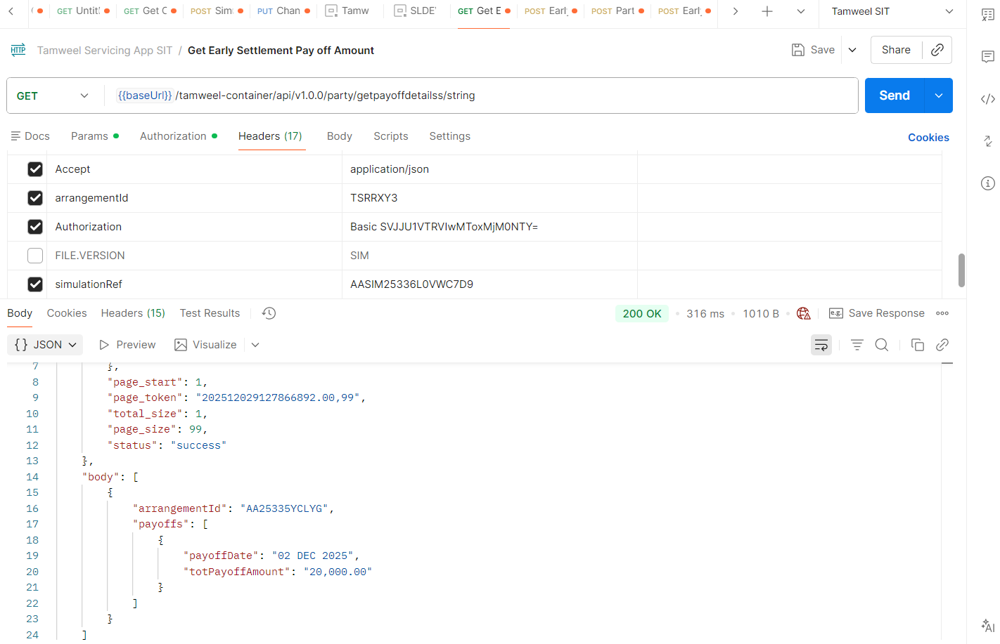 GET Untitl
GET Get C
POST Sim
PUT Chan
Tamw
SLDE
GET Get E
POST Earl
POST Part
POST Earl
Tamweel SIT
HTTP Tamweel Servicing App SIT / Get Early Settlement Pay off Amount
Save
Share
GET
{{baseUrl}}/tamweel-container/api/v1.0.0/party/getpayoffdetailss/string
Send
Docs Params Authorization Headers (17) Body Scripts Settings Cookies
Accept application/json
arrangementId TSRRXY3
Authorization Basic SVJJU1VTRVIwMToxMjM0NTY=
FILE.VERSION SIM
simulationRef AASIM25336L0VWC7D9
Body Cookies Headers (15) Test Results 200 OK 316 ms 1010 B e.g. Save Response
{} JSON Preview Visualize
7 },
8 "page_start": 1,
9 "page_token": "202512029127866892.00,99",
10 "total_size": 1,
11 "page_size": 99,
12 "status": "success"
13 },
14 "body": [
15 {
16 "arrangementId": "AA25335YCLYG",
17 "payoffs": [
18 {
19 "payoffDate": "02 DEC 2025",
20 "totPayoffAmount": "20,000.00"
21 }
22 ]
23 }
24 ]
AI